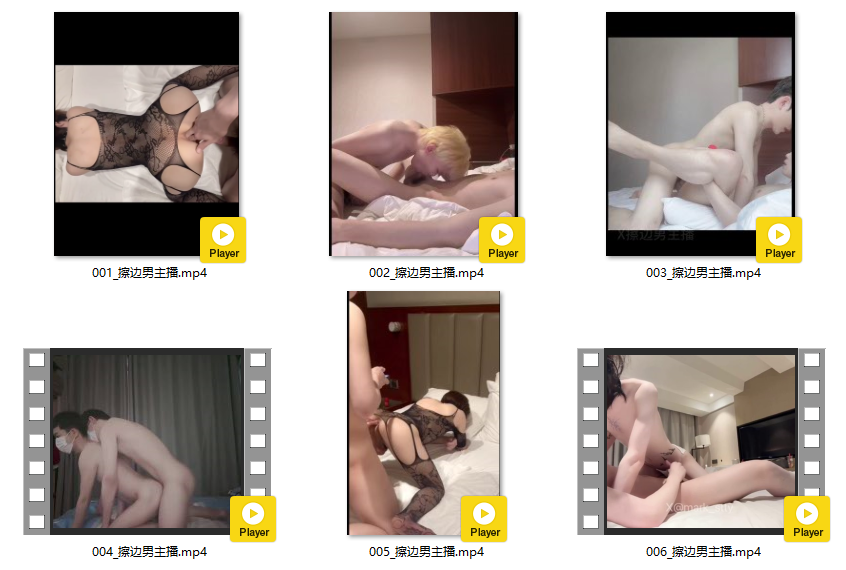 Player
Player
Player
X擦边男主播
001_擦边男主播.mp4
002_擦边男主播.mp4
003_擦边男主播.mp4
Player
Player
Player
004_擦边男主播.mp4
005_擦边男主播.mp4
006_擦边男主播.mp4